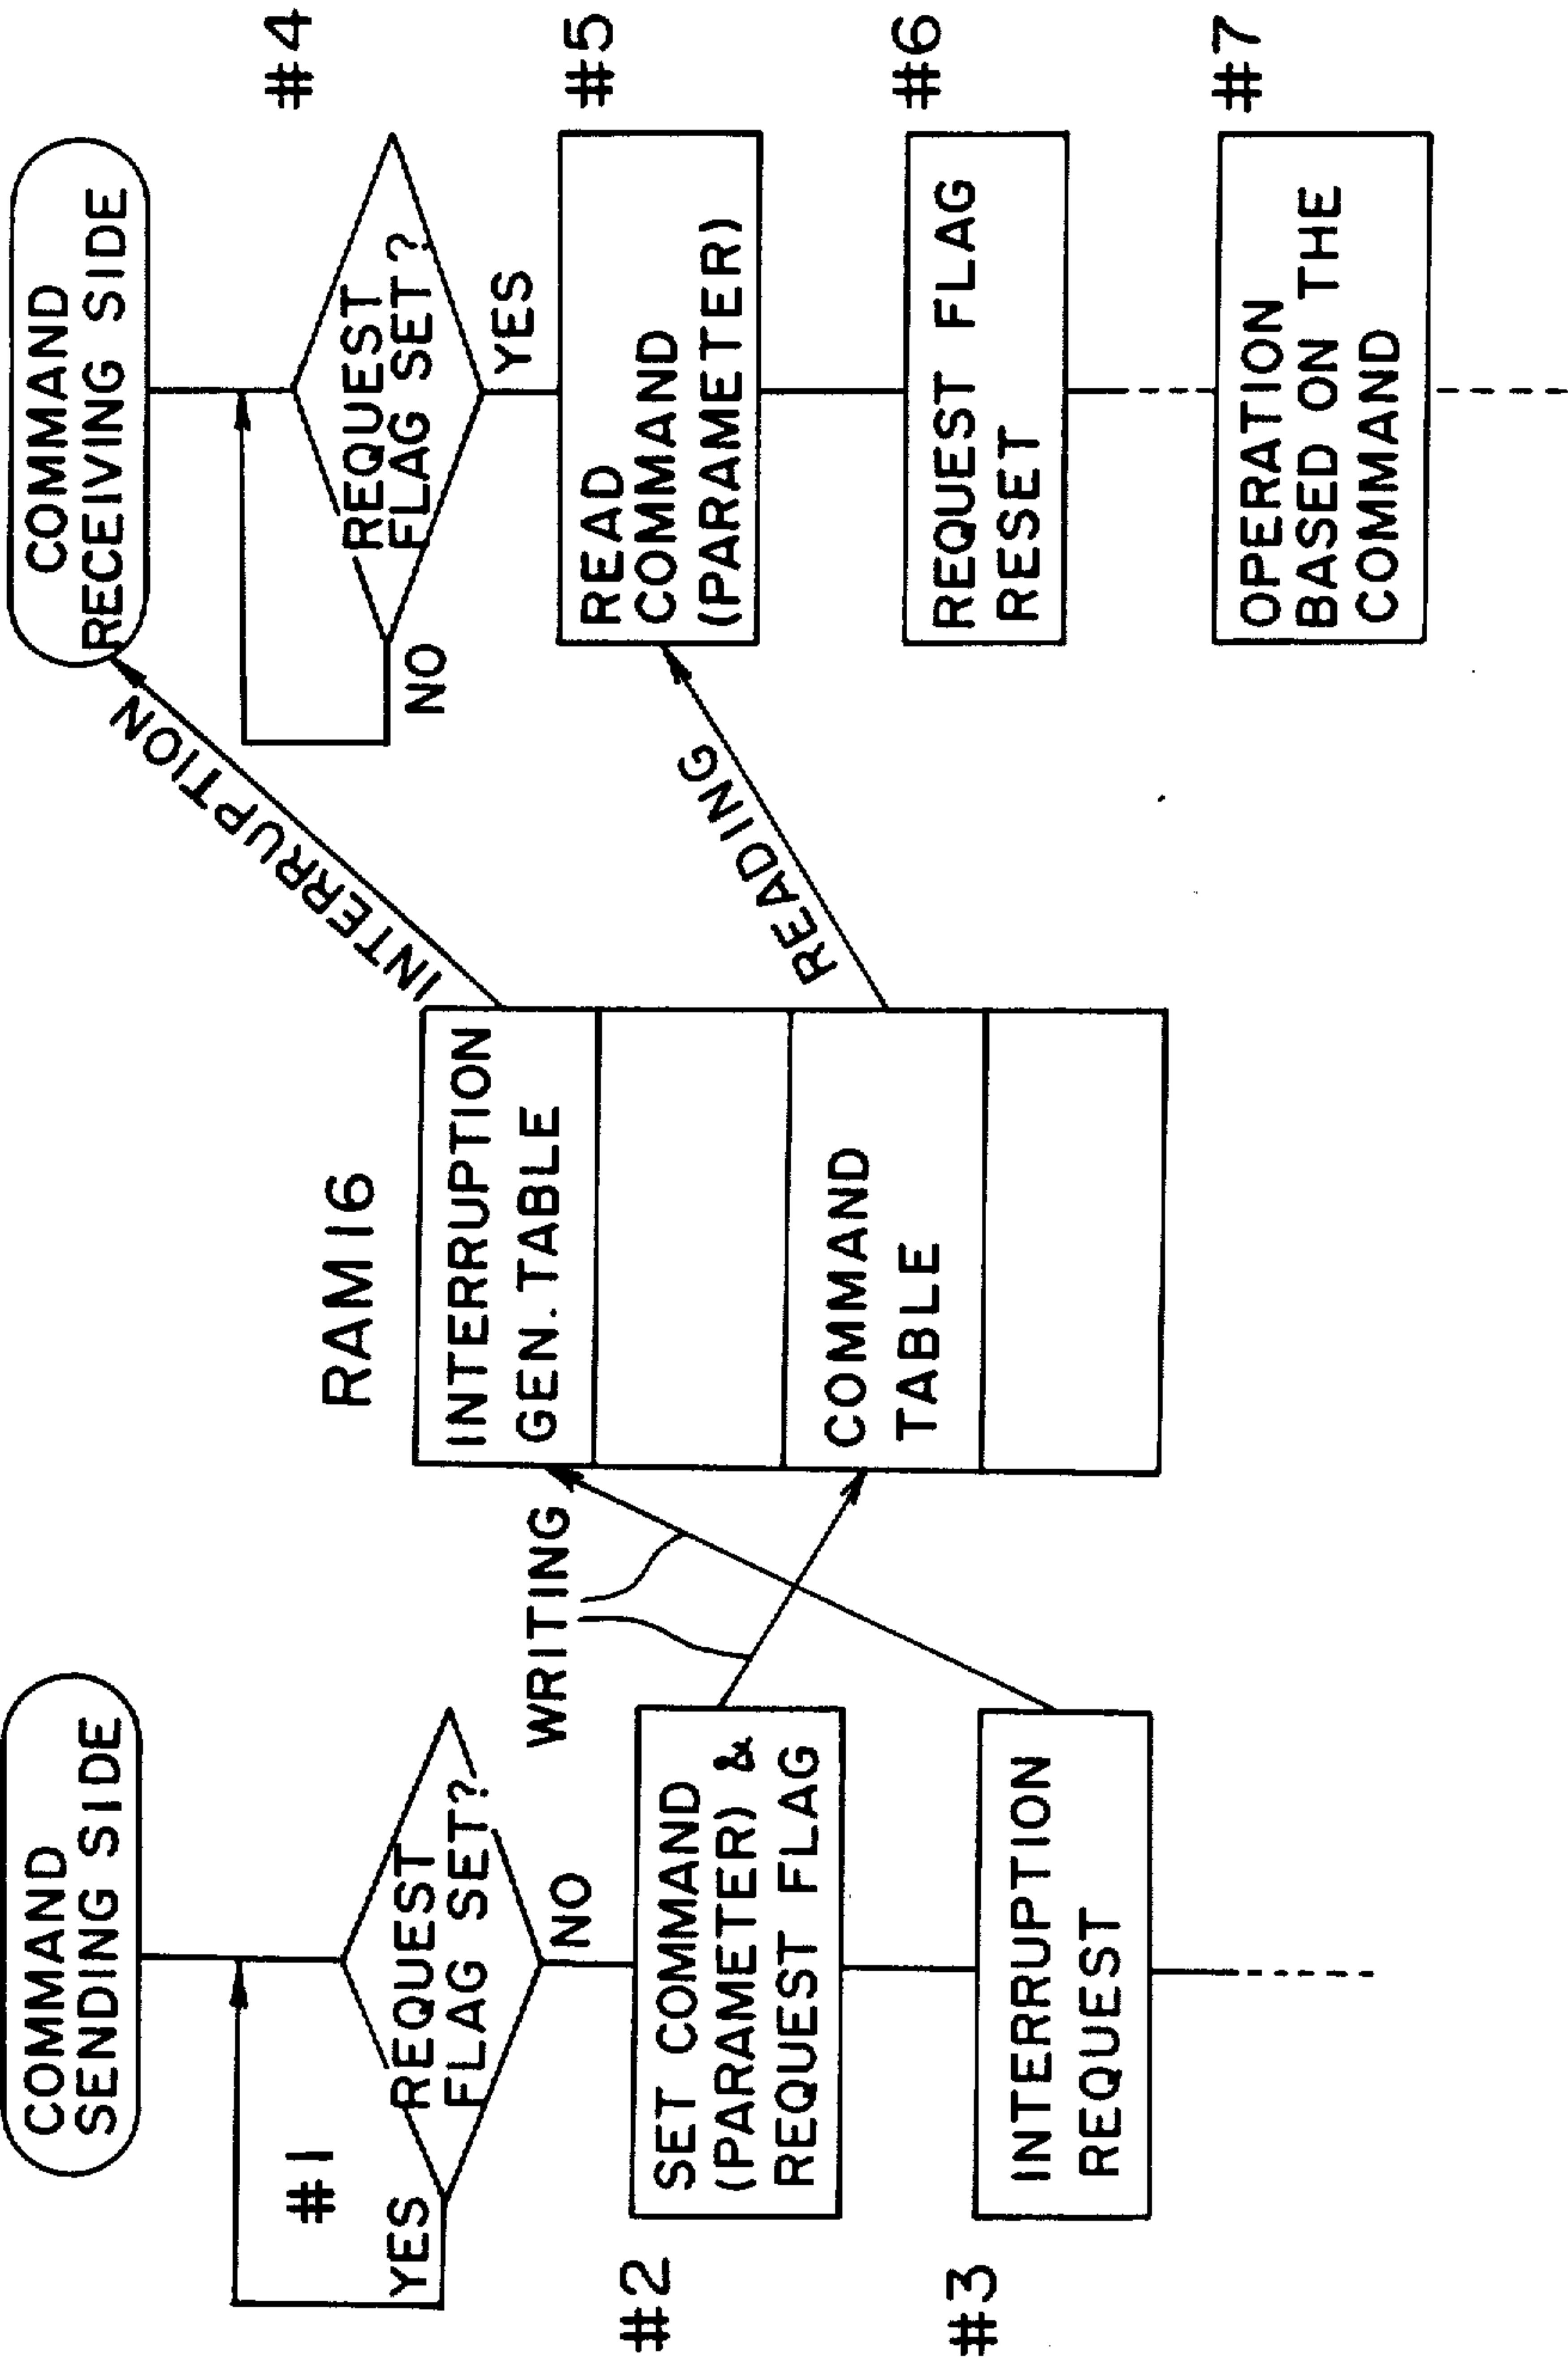 COMMAND
SENDING SIDE
#1
REQUEST
FLAG SET?
YES
NO
#2
SET COMMAND
(PARAMETER) &
REQUEST FLAG
#3
INTERRUPTION
REQUEST
WRITING
RAM 16
INTERRUPTION
GEN. TABLE
COMMAND
TABLE
INTERRUPTION
READING
COMMAND
RECEIVING SIDE
#4
REQUEST
FLAG SET?
NO
YES
#5
READ
COMMAND
(PARAMETER)
#6
REQUEST FLAG
RESET
#7
OPERATION
BASED ON THE
COMMAND